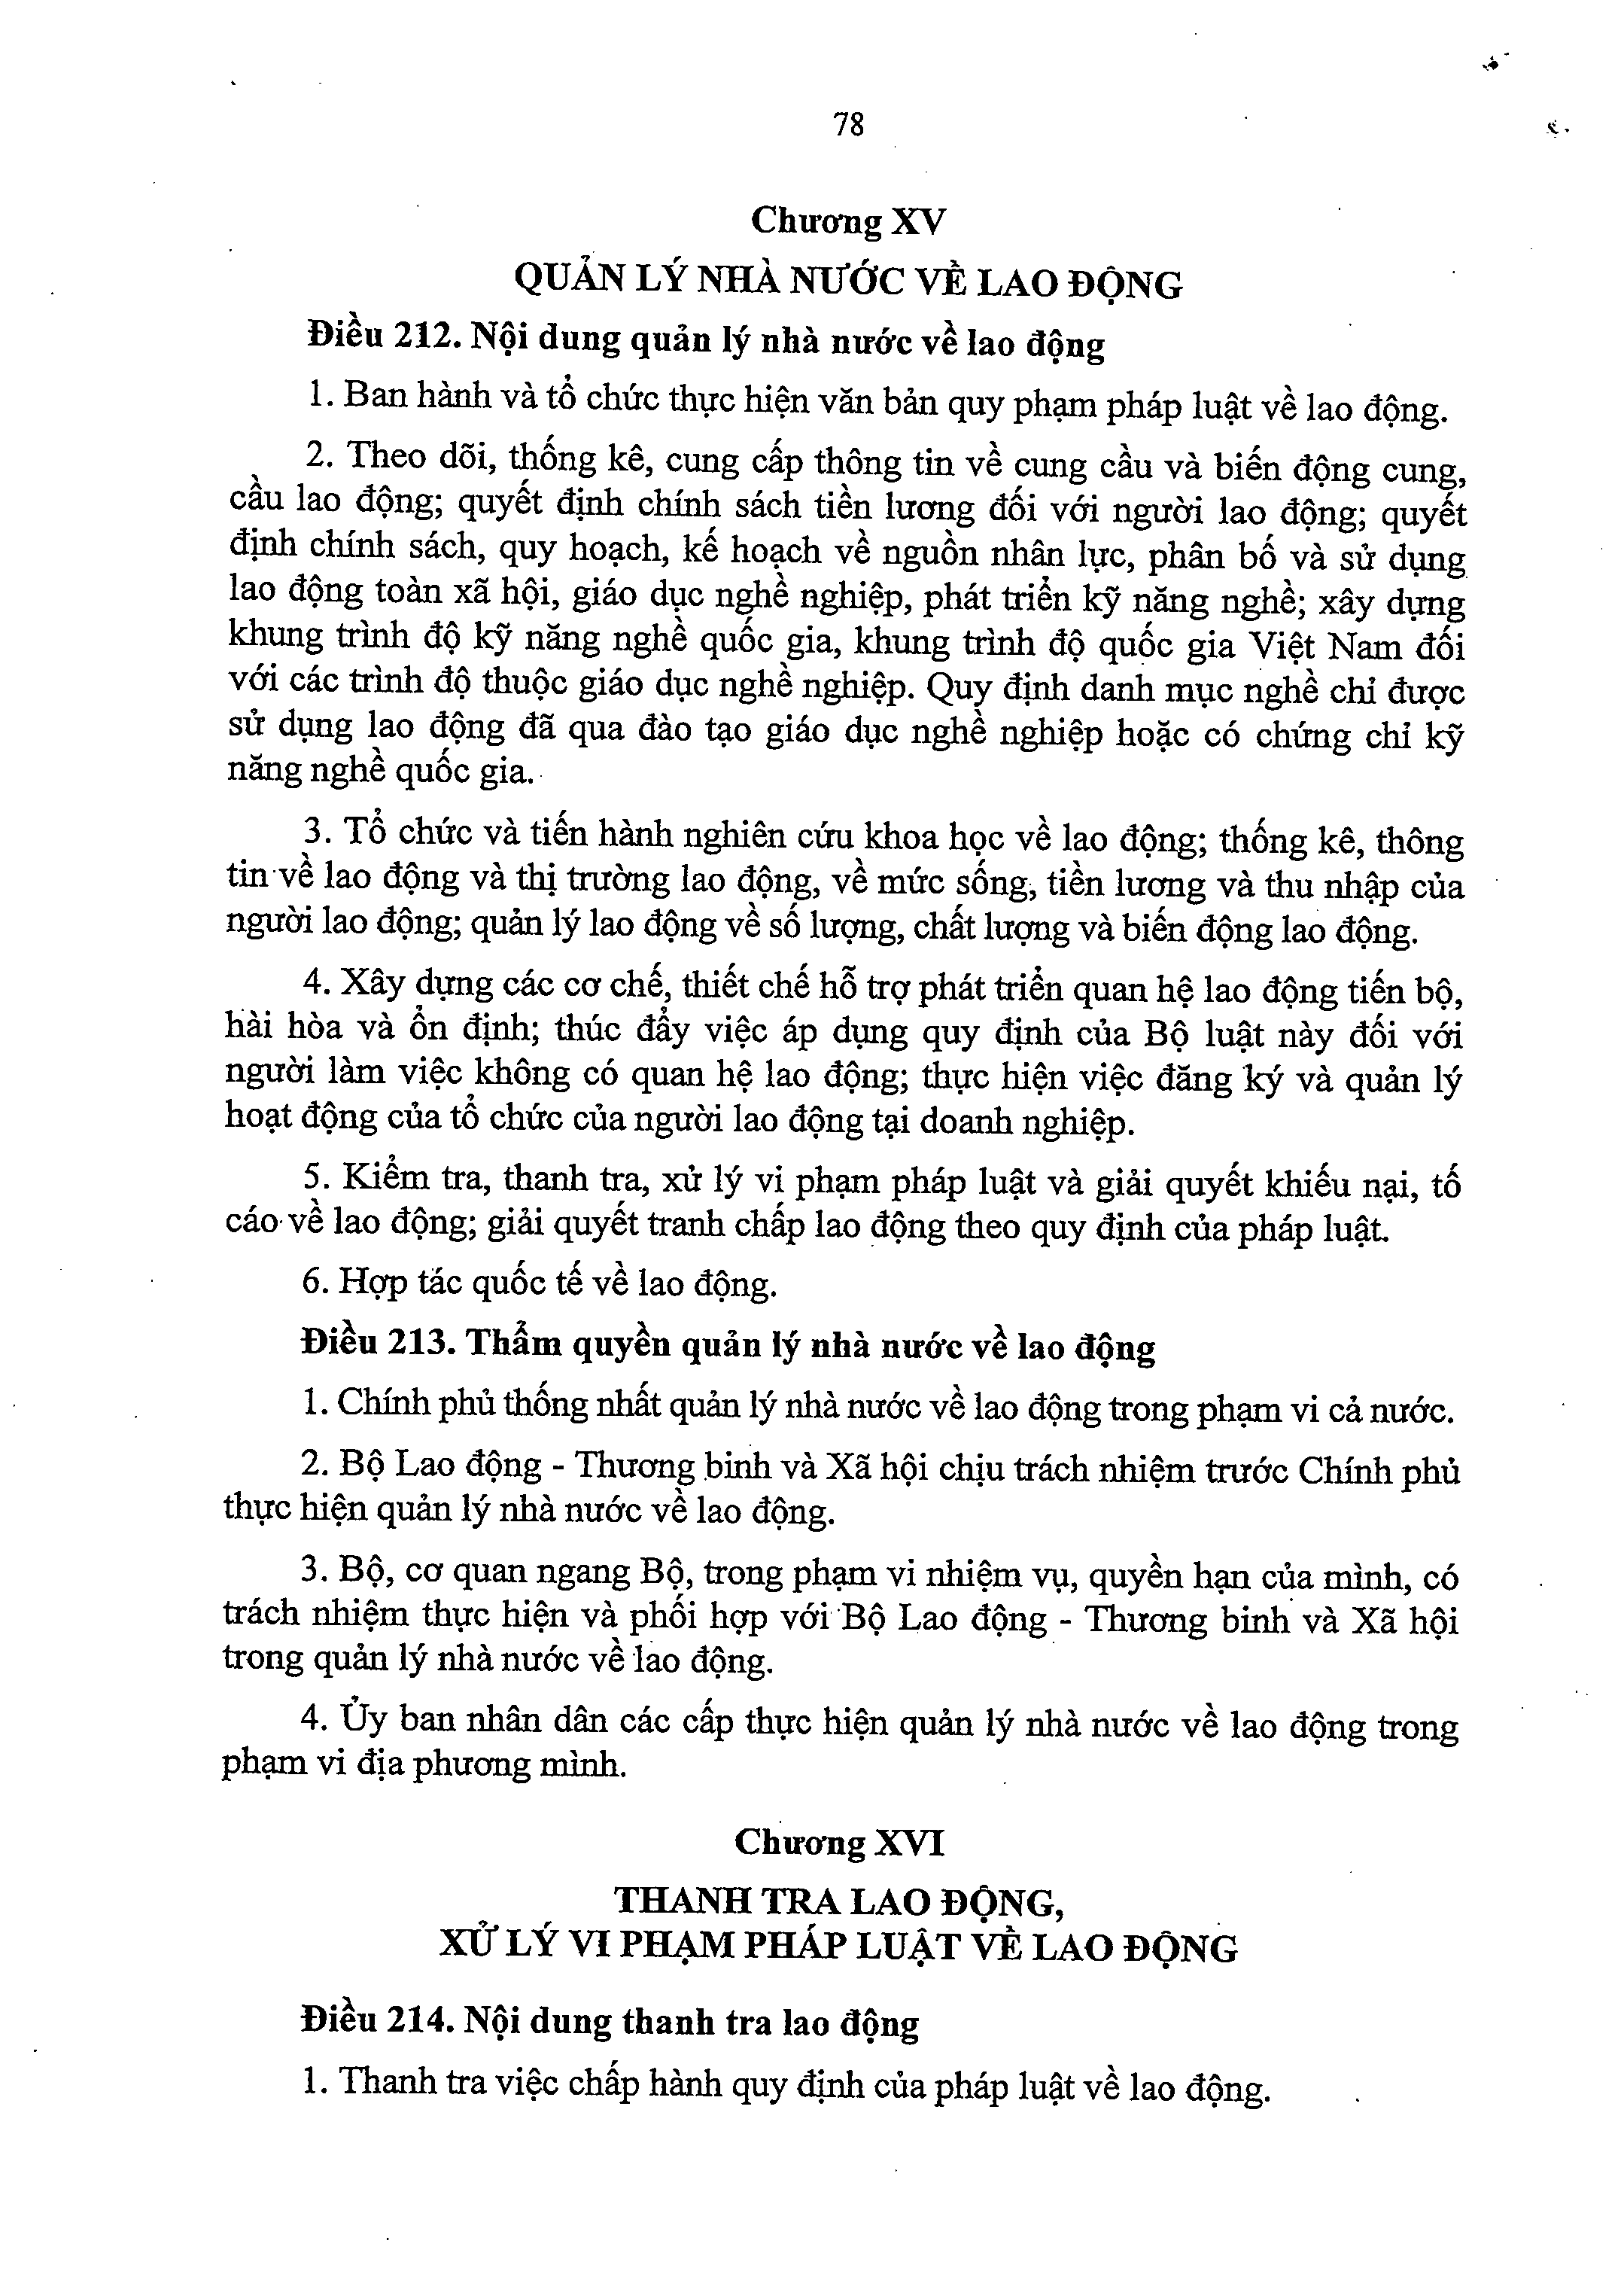 78
Chương XV
QUẢN LÝ NHÀ NƯỚC VỀ LAO ĐỘNG
Điều 212. Nội dung quản lý nhà nước về lao động
1. Ban hành và tổ chức thực hiện văn bản quy phạm pháp luật về lao động.
2. Theo dõi, thống kê, cung cấp thông tin về cung cầu và biến động cung,
cầu lao động; quyết định chính sách tiền lương đối với người lao động; quyết
định chính sách, quy hoạch, kế hoạch về nguồn nhân lực, phân bố và sử dụng
lao động toàn xã hội, giáo dục nghề nghiệp, phát triển kỹ năng nghề; xây dựng
khung trình độ kỹ năng nghề quốc gia, khung trình độ quốc gia Việt Nam đối
với các trình độ thuộc giáo dục nghề nghiệp. Quy định danh mục nghề chỉ được
sử dụng lao động đã qua đào tạo giáo dục nghề nghiệp hoặc có chứng chỉ kỹ
năng nghề quốc gia.
3. Tổ chức và tiến hành nghiên cứu khoa học về lao động; thống kê, thông
tin về lao động và thị trường lao động, về mức sống, tiền lương và thu nhập của
người lao động; quản lý lao động về số lượng, chất lượng và biến động lao động.
4. Xây dựng các cơ chế, thiết chế hỗ trợ phát triển quan hệ lao động tiến bộ,
hài hòa và ổn định; thúc đẩy việc áp dụng quy định của Bộ luật này đối với
người làm việc không có quan hệ lao động; thực hiện việc đăng ký và quản lý
hoạt động của tổ chức của người lao động tại doanh nghiệp.
5. Kiểm tra, thanh tra, xử lý vi phạm pháp luật và giải quyết khiếu nại, tố
cáo về lao động; giải quyết tranh chấp lao động theo quy định của pháp luật.
6. Hợp tác quốc tế về lao động.
Điều 213. Thẩm quyền quản lý nhà nước về lao động
1. Chính phủ thống nhất quản lý nhà nước về lao động trong phạm vi cả nước.
2. Bộ Lao động - Thương binh và Xã hội chịu trách nhiệm trước Chính phủ
thực hiện quản lý nhà nước về lao động.
3. Bộ, cơ quan ngang Bộ, trong phạm vi nhiệm vụ, quyền hạn của mình, có
trách nhiệm thực hiện và phối hợp với Bộ Lao động - Thương binh và Xã hội
trong quản lý nhà nước về lao động.
4. Ủy ban nhân dân các cấp thực hiện quản lý nhà nước về lao động trong
phạm vi địa phương mình.
Chương XVI
THANH TRA LAO ĐỘNG,
XỬ LÝ VI PHẠM PHÁP LUẬT VỀ LAO ĐỘNG
Điều 214. Nội dung thanh tra lao động
1. Thanh tra việc chấp hành quy định của pháp luật về lao động.